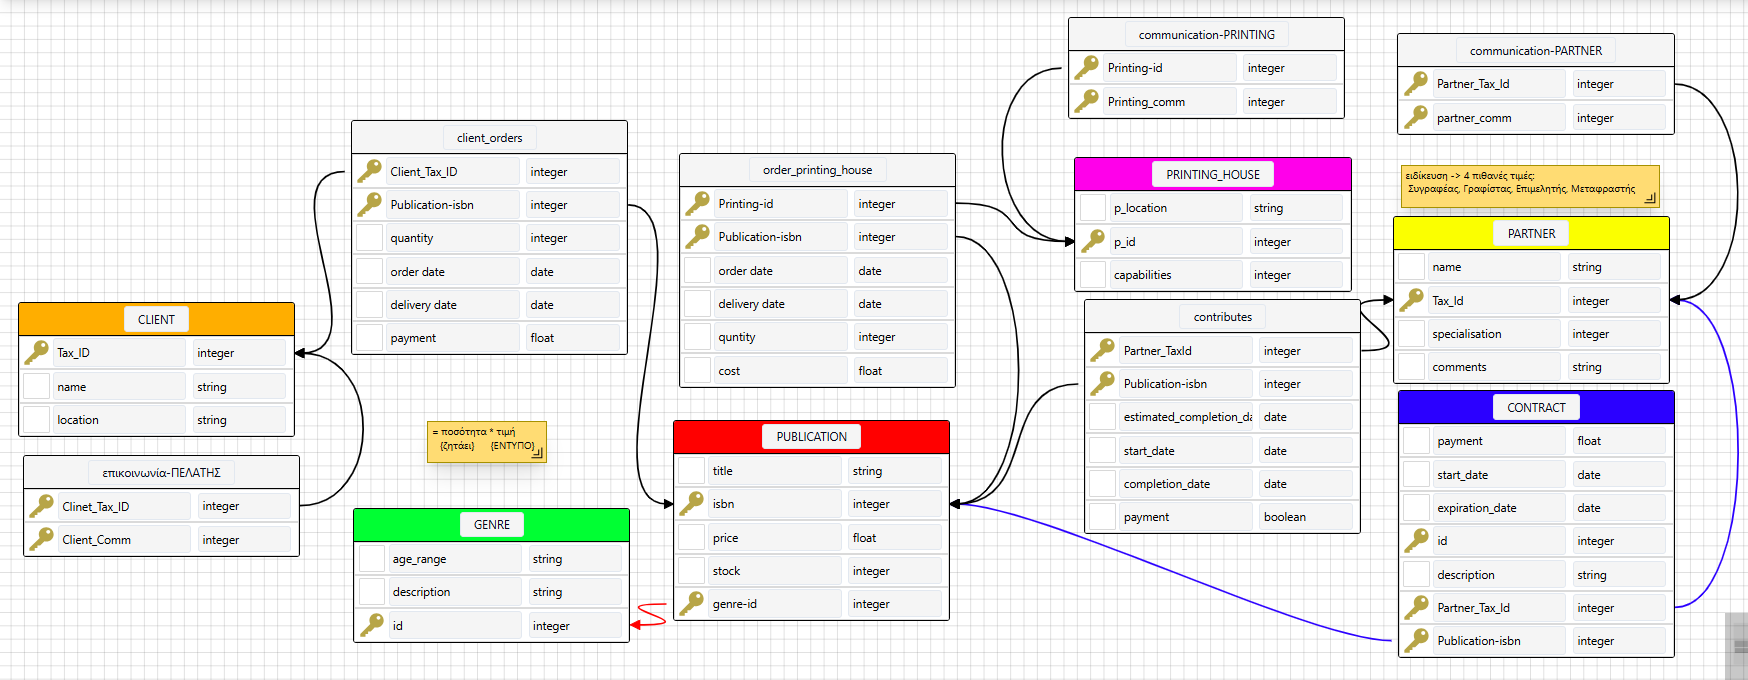 communication-PRINTING
Printing-id integer
Printing_comm integer
communication-PARTNER
Partner_Tax_Id integer
partner_comm integer
client_orders
Client_Tax_ID integer
Publication-isbn integer
quantity integer
order date date
delivery date date
payment float
order_printing_house
Printing-id integer
Publication-isbn integer
order date date
delivery date date
quntity integer
cost float
PRINTING_HOUSE
p_location string
p_id integer
capabilities integer
ειδίκευση -> 4 πιθανές τιμές:
Συγραφέας, Γραφίστας, Επιμελητής, Μεταφραστής
PARTNER
name string
Tax_Id integer
specialisation integer
comments string
CLIENT
Tax_ID integer
name string
location string
contributes
Partner_TaxId integer
Publication-isbn integer
estimated_completion_da date
start_date date
completion_date date
payment boolean
επικοινωνία-ΠΕΛΑΤΗΣ
Clinet_Tax_ID integer
Client_Comm integer
= ποσότητα * τιμή
{ζητάει} {ΕΝΤΥΠΟ}
PUBLICATION
title string
isbn integer
price float
stock integer
genre-id integer
CONTRACT
payment float
start_date date
expiration_date date
id integer
description string
Partner_Tax_Id integer
Publication-isbn integer
GENRE
age_range string
description string
id integer